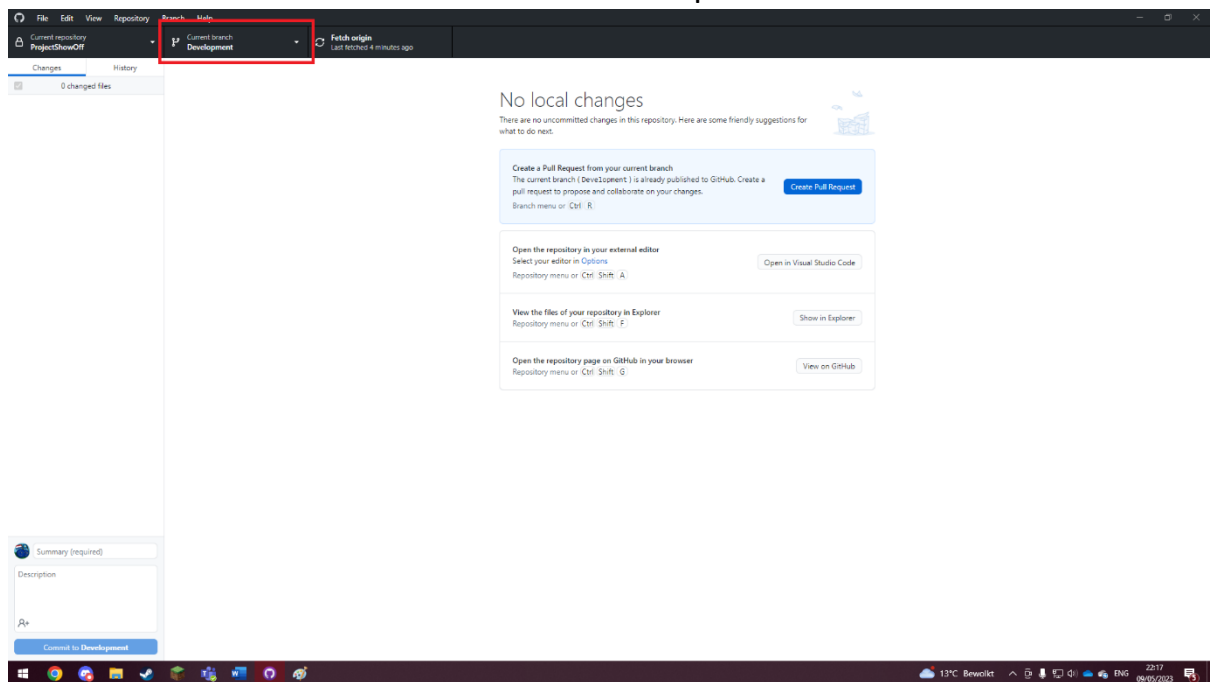 File Edit View Repository Branch Help
Current repository
ProjectShowOff
Current branch
Development
Fetch origin
Last fetched 4 minutes ago
Changes History
0 changed files
No local changes
There are no uncommitted changes in this repository. Here are some friendly suggestions for
what to do next.
Create a Pull Request from your current branch
The current branch (Development) is already published to GitHub. Create a
pull request to propose and collaborate on your changes.
Branch menu or Ctrl R
Create Pull Request
Open the repository in your external editor
Select your editor in Options
Repository menu or Ctrl Shift A
Open in Visual Studio Code
View the files of your repository in Explorer
Repository menu or Ctrl Shift F
Show in Explorer
Open the repository page on GitHub in your browser
Repository menu or Ctrl Shift G
View on GitHub
Summary (required)
Description
Commit to Development
13°C Bewolkt ENG 22:17
09/05/2023